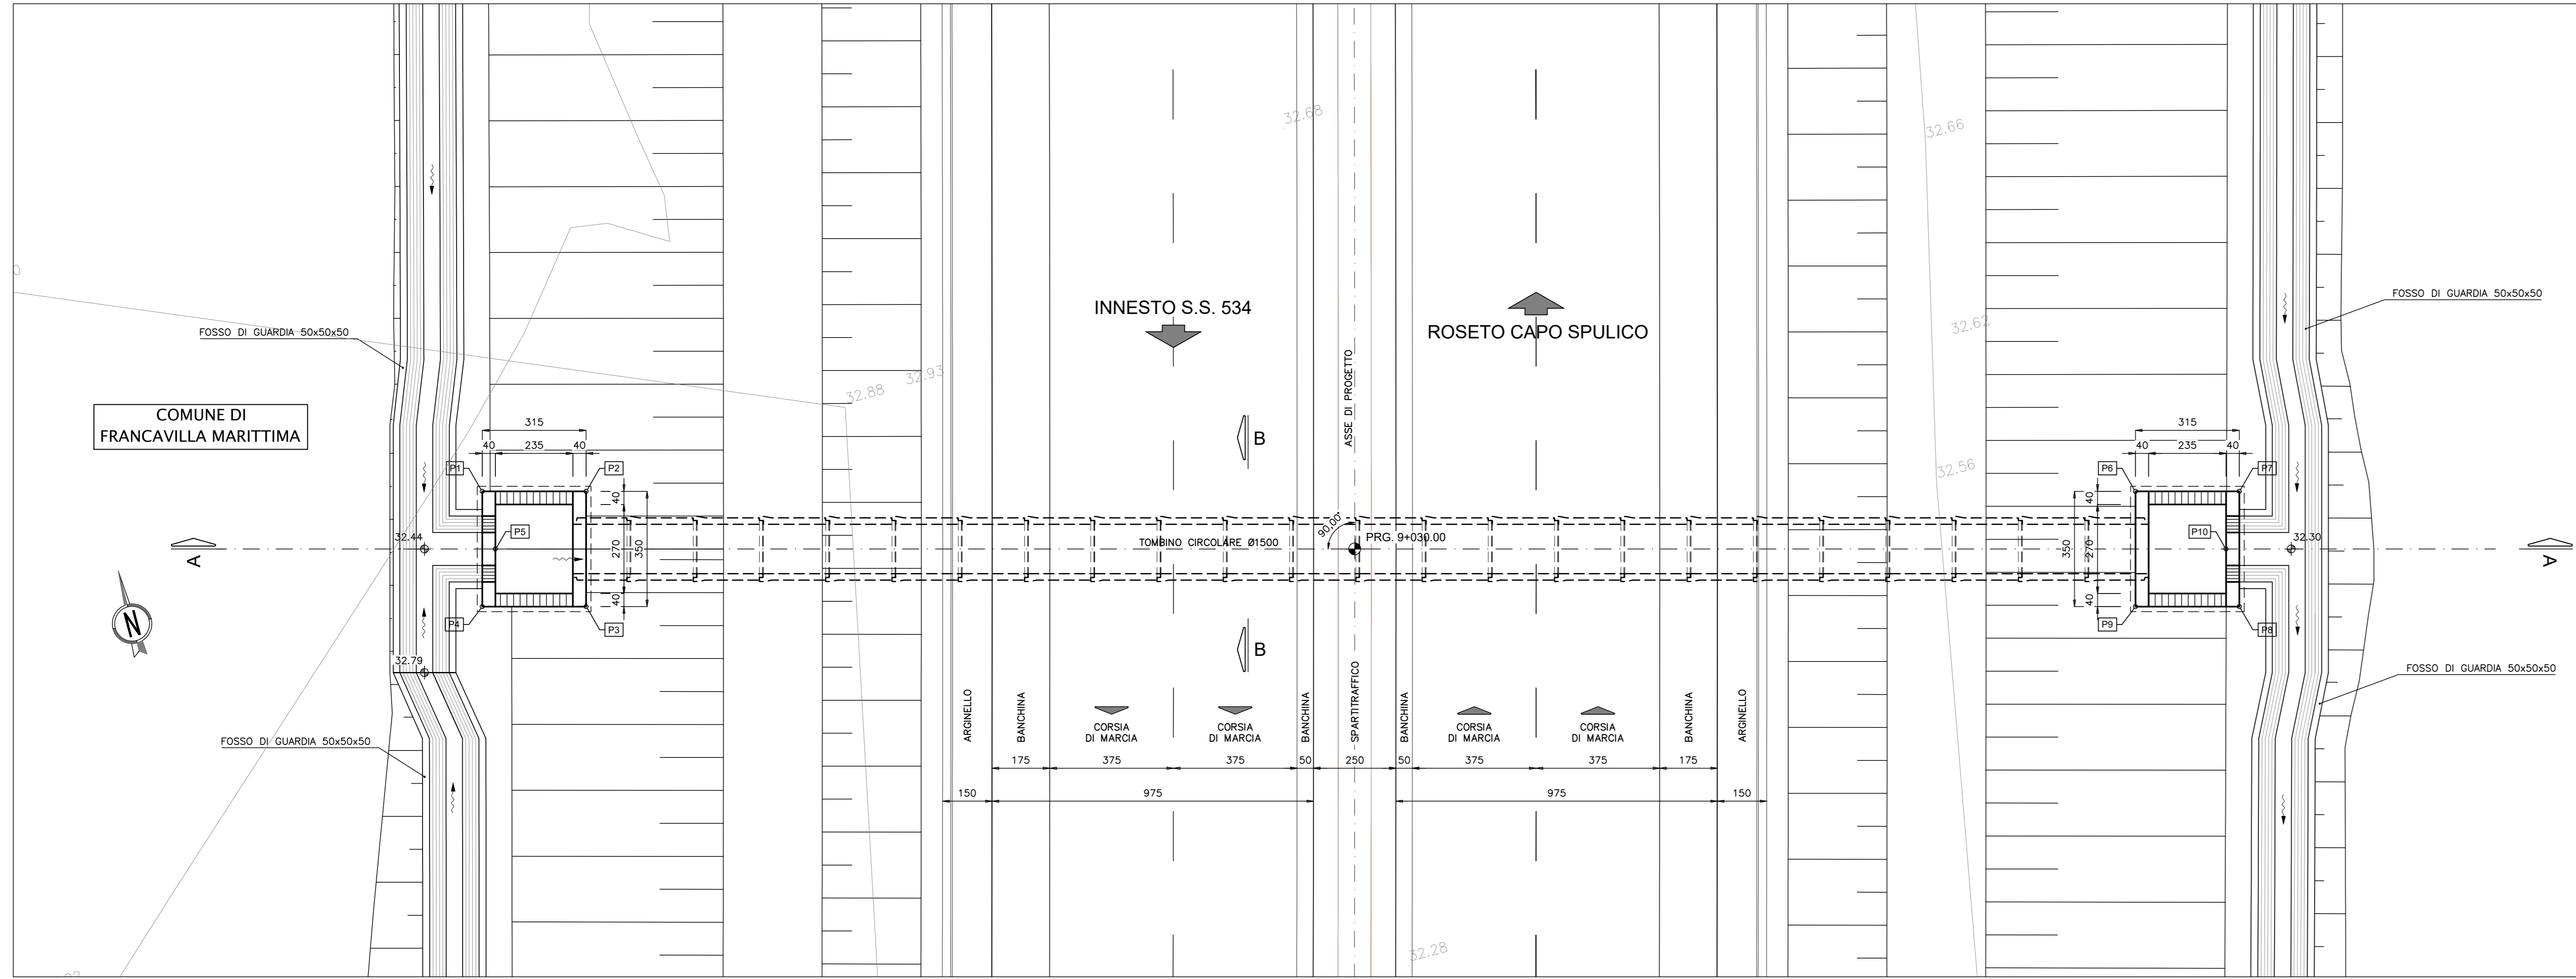 32.68
32.66
INNESTO S.S. 534
ROSETO CAPO SPULICO
32.62
FOSSO DI GUARDIA 50x50x50
FOSSO DI GUARDIA 50x50x50
ASSE DI PROGETTO
32.88
32.93
COMUNE DI
FRANCAVILLA MARITTIMA
315
40
235
40
P1
P2
B
32.56
315
40
235
40
P6
P7
40
270
350
40
P5
32.44
A
TOMBINO CIRCOLARE Ø1500
90.00°
PRG. 9+030.00
350
40
270
40
P10
32.30
A
N
P4
P3
P9
P8
32.79
B
FOSSO DI GUARDIA 50x50x50
FOSSO DI GUARDIA 50x50x50
ARGINELLO
BANCHINA
CORSIA
DI MARCIA
CORSIA
DI MARCIA
BANCHINA
SPARTITRAFFICO
BANCHINA
CORSIA
DI MARCIA
CORSIA
DI MARCIA
BANCHINA
ARGINELLO
175
375
375
50
250
50
375
375
175
150
975
975
150
32.28